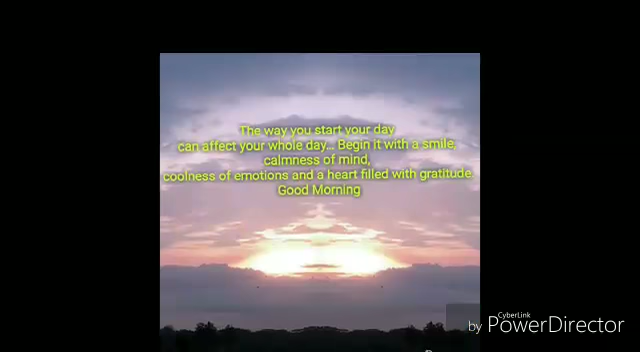 The way you start your day
can affect your whole day... Begin it with a smile,
calmness of mind,
coolness of emotions and a heart filled with gratitude.
Good Morning
CyberLink
by PowerDirector